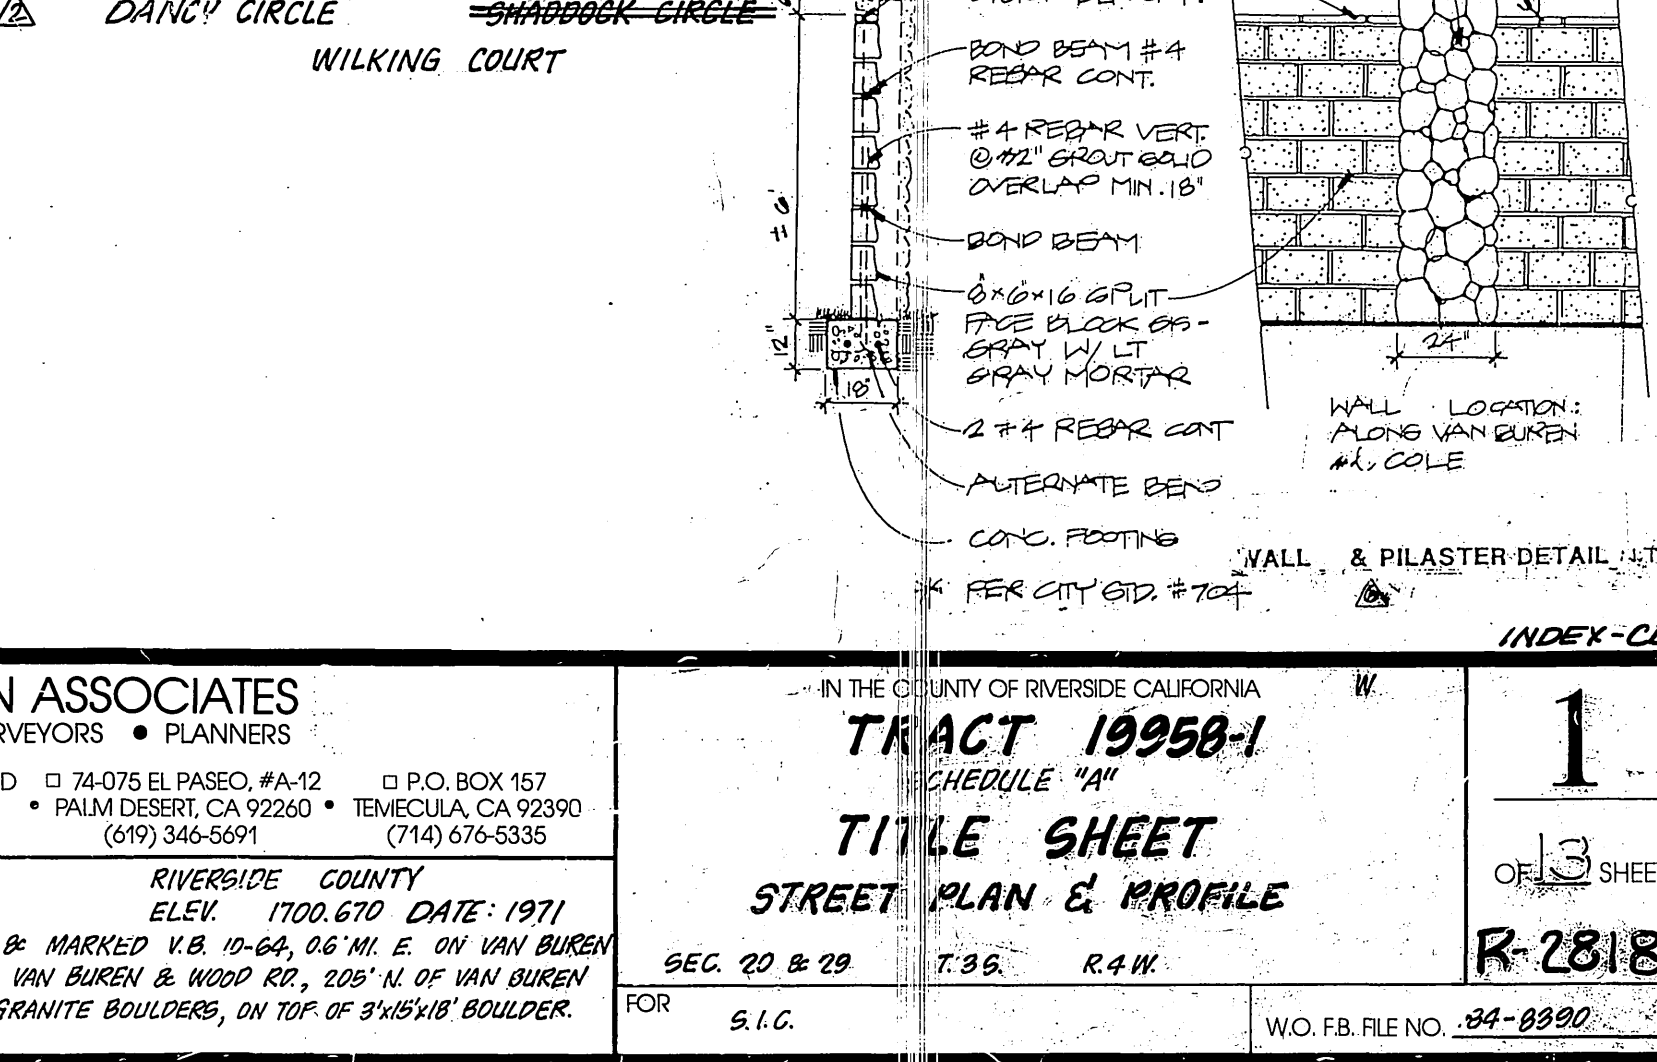 2 DANCY CIRCLE SHADDOCK CIRCLE
WILKING COURT
BOND BEAM #4
REBAR CONT.
#4 REBAR VERT.
OVERLAP MIN. 18"
BOND BEAM
± 6'
8"x6"x16 SPLIT
FACE BLOCK
GRAY W/ LT
GRAY MORTAR
12"
18"
2 #4 REBAR CONT
ALTERNATE BEND
CONC. FOOTING
PER CITY STD. #704
24"
WALL LOCATION:
ALONG VAN BUREN
COLE
WALL & PILASTER DETAIL
6
INDEX-CL
N ASSOCIATES
RVEYORS • PLANNERS
D □ 74-075 EL PASEO, #A-12 □ P.O. BOX 157
• PALM DESERT, CA 92260 • TEMECULA, CA 92390
(619) 346-5691 (714) 676-5335
RIVERSIDE COUNTY
ELEV. 1700.670 DATE: 1971
& MARKED V.B. 10-64, 0.6 MI. E. ON VAN BUREN
VAN BUREN & WOOD RD., 205' N. OF VAN BUREN
GRANITE BOULDERS, ON TOP OF 3'x15'x18' BOULDER.
IN THE COUNTY OF RIVERSIDE CALIFORNIA W
TRACT 19958-1
SCHEDULE "A"
TITLE SHEET
STREET PLAN & PROFILE
SEC. 20 & 29 T.3S. R.4W.
FOR S.I.C.
W.O. F.B. FILE NO. 84-8390
1
OF 13 SHEE
R-2818